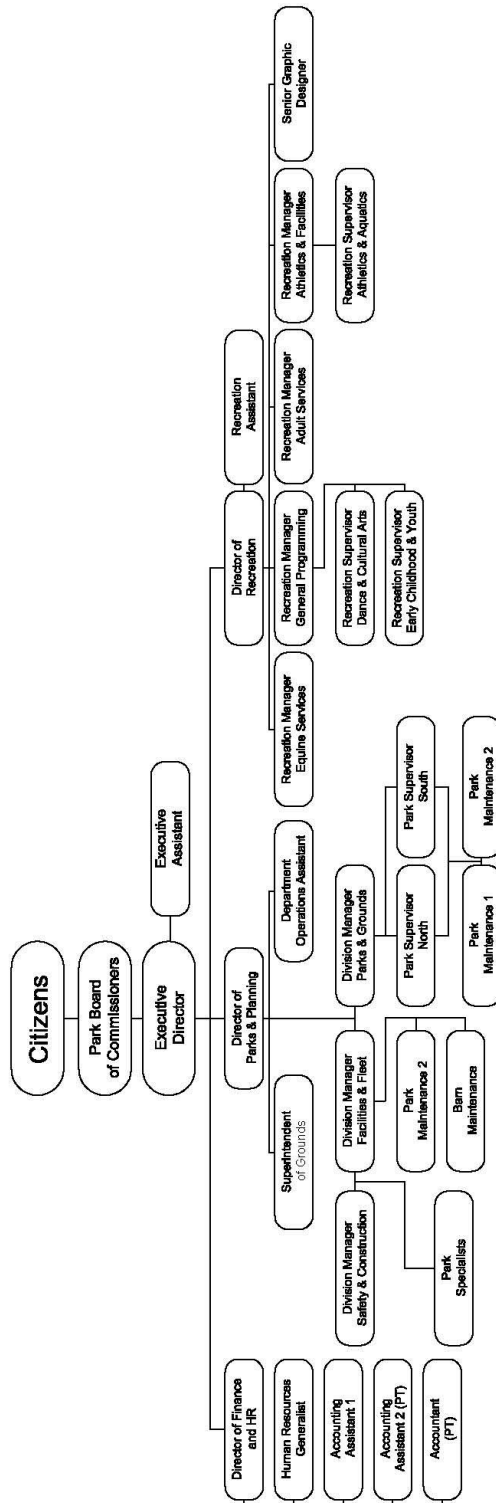 Citizens
Park Board
of Commissioners
Executive
Director
Executive
Assistant
Director of Finance
and HR
Human Resources
Generalist
Accounting
Assistant 1
Accounting
Assistant 2 (PT)
Accountant
(PT)
Director of
Parks & Planning
Superintendent
of Grounds
Department
Operations Assistant
Division Manager
Safety & Construction
Division Manager
Facilities & Fleet
Division Manager
Parks & Grounds
Park
Specialists
Park
Maintenance 2
Barn
Maintenance
Park Supervisor
North
Park Supervisor
South
Park
Maintenance 1
Park
Maintenance 2
Director of
Recreation
Recreation
Assistant
Recreation Manager
Equine Services
Recreation Manager
General Programming
Recreation Manager
Adult Services
Recreation Manager
Athletics & Facilities
Senior Graphic
Designer
Recreation Supervisor
Dance & Cultural Arts
Recreation Supervisor
Early Childhood & Youth
Recreation Supervisor
Athletics & Aquatics